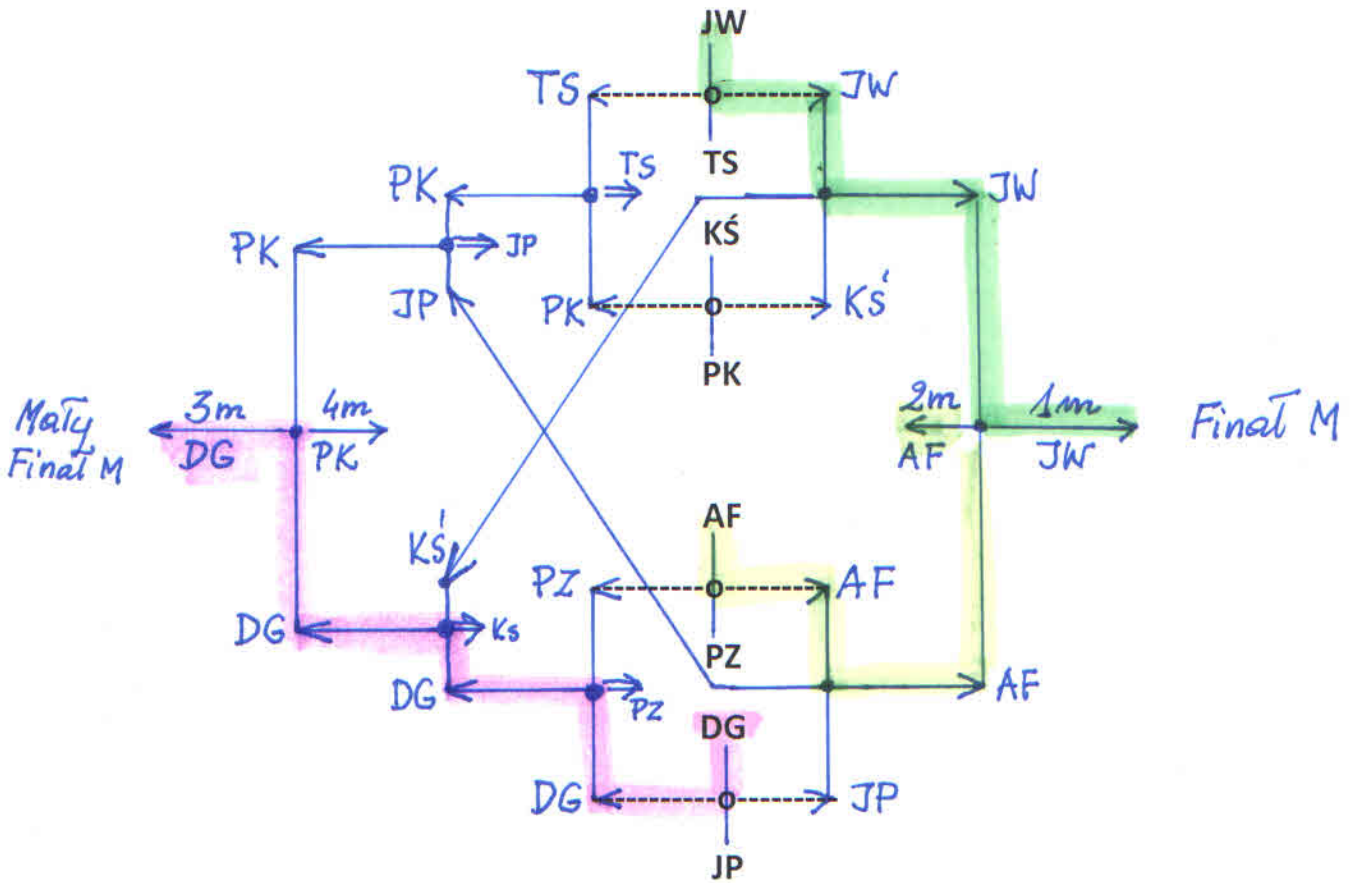 JW
TS JW
TS
TS
PK JW
KŚ
PK JP
JP PK KŚ
PK
3m 4m 2m 1m
Mały Finał M
Finał M DG PK AF JW
AF
KŚ
PZ AF
DG Ks
PZ
DG PZ AF
DG
DG JP
JP